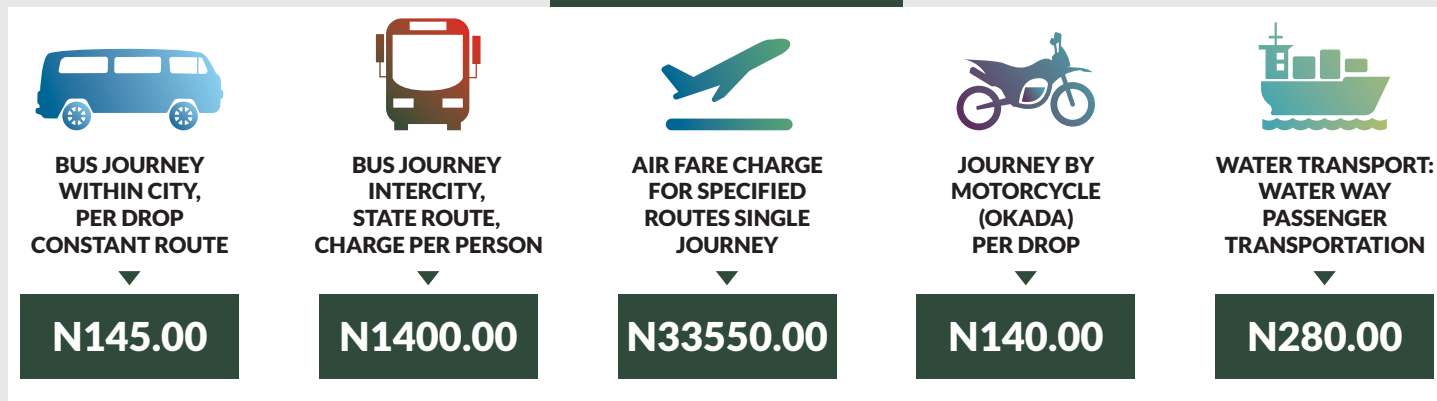 BUS JOURNEY
WITHIN CITY,
PER DROP
CONSTANT ROUTE
N145.00
BUS JOURNEY
INTERCITY,
STATE ROUTE,
CHARGE PER PERSON
N1400.00
AIR FARE CHARGE
FOR SPECIFIED
ROUTES SINGLE
JOURNEY
N33550.00
JOURNEY BY
MOTORCYCLE
(OKADA)
PER DROP
N140.00
WATER TRANSPORT:
WATER WAY
PASSENGER
TRANSPORTATION
N280.00